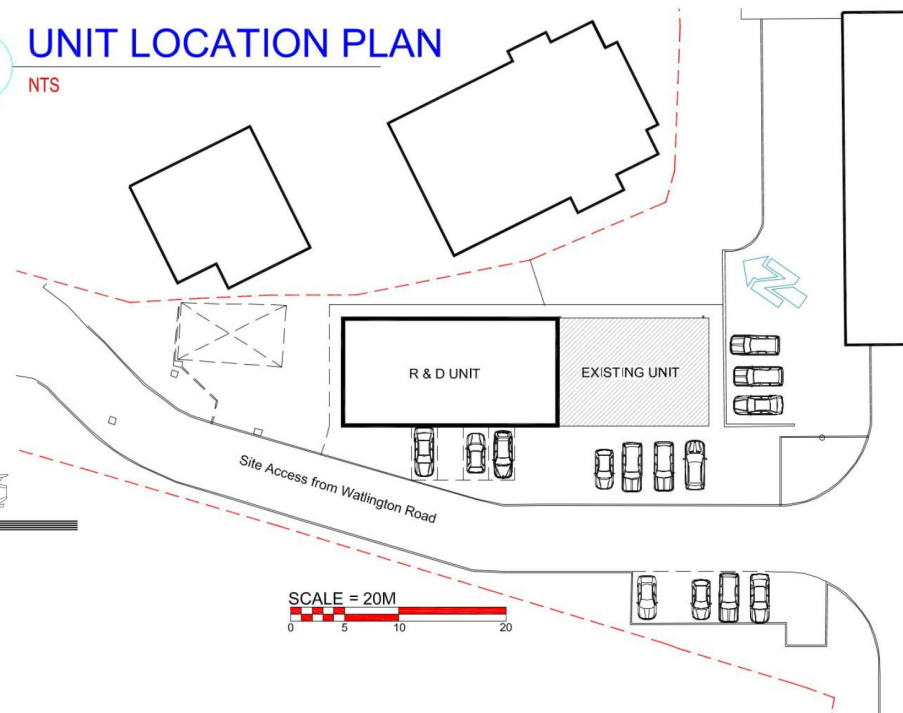 UNIT LOCATION PLAN
NTS
R & D UNIT
EXISTING UNIT
Site Access from Watlington Road
SCALE = 20M
0 5 10 20